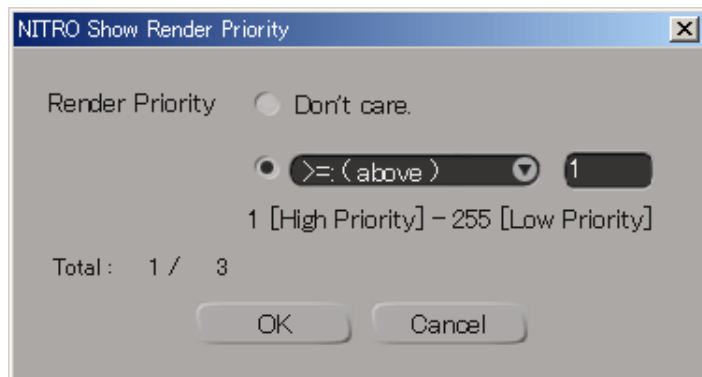 NITRO Show Render Priority
Render Priority Don't care.
>=:(above) 1
1 [High Priority] - 255 [Low Priority]
Total : 1 / 3
OK Cancel